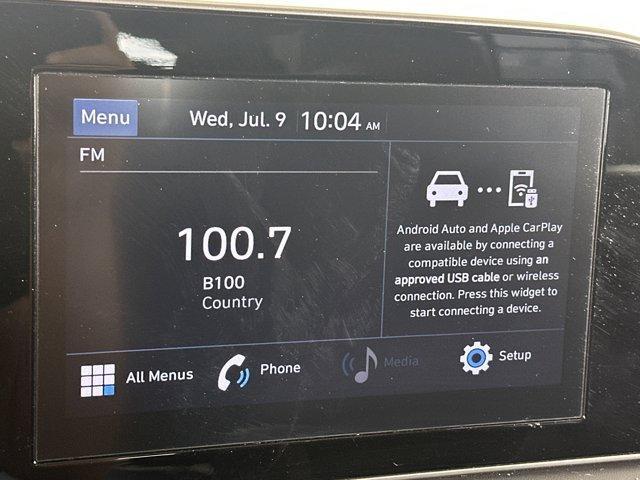 Menu
Wed, Jul. 9 10:04 AM
FM
100.7
B100
Country
Android Auto and Apple CarPlay
are available by connecting a
compatible device using an
approved USB cable or wireless
connection. Press this widget to
start connecting a device.
All Menus
Phone
Media
Setup